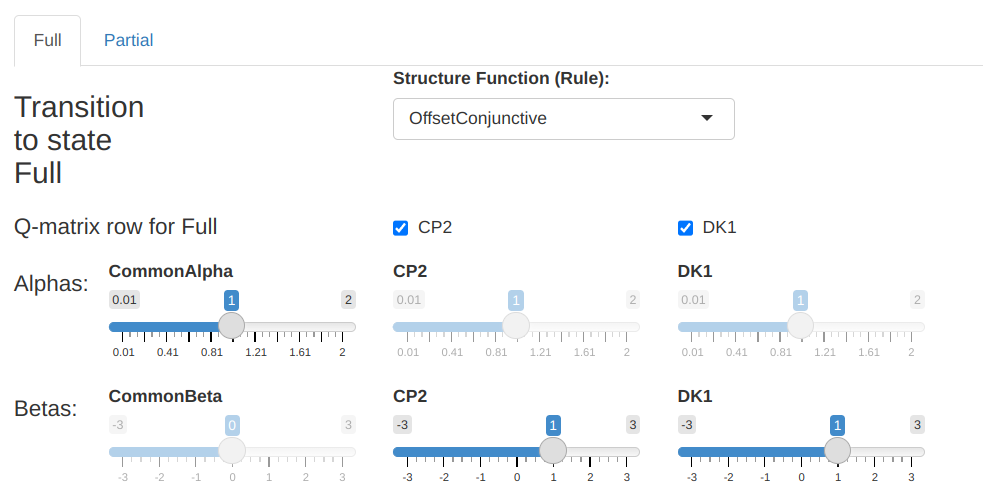 Full Partial
Structure Function (Rule):
Transition
to state
Full
OffsetConjunctive
Q-matrix row for Full CP2 DK1
Alphas: CommonAlpha CP2 DK1
0.01 1 2 0.01 1 2 0.01 1 2
0.01 0.41 0.81 1.21 1.61 2 0.01 0.41 0.81 1.21 1.61 2 0.01 0.41 0.81 1.21 1.61 2
Betas: CommonBeta CP2 DK1
-3 0 3 -3 1 3 -3 1 3
-3 -2 -1 0 1 2 3 -3 -2 -1 0 1 2 3 -3 -2 -1 0 1 2 3